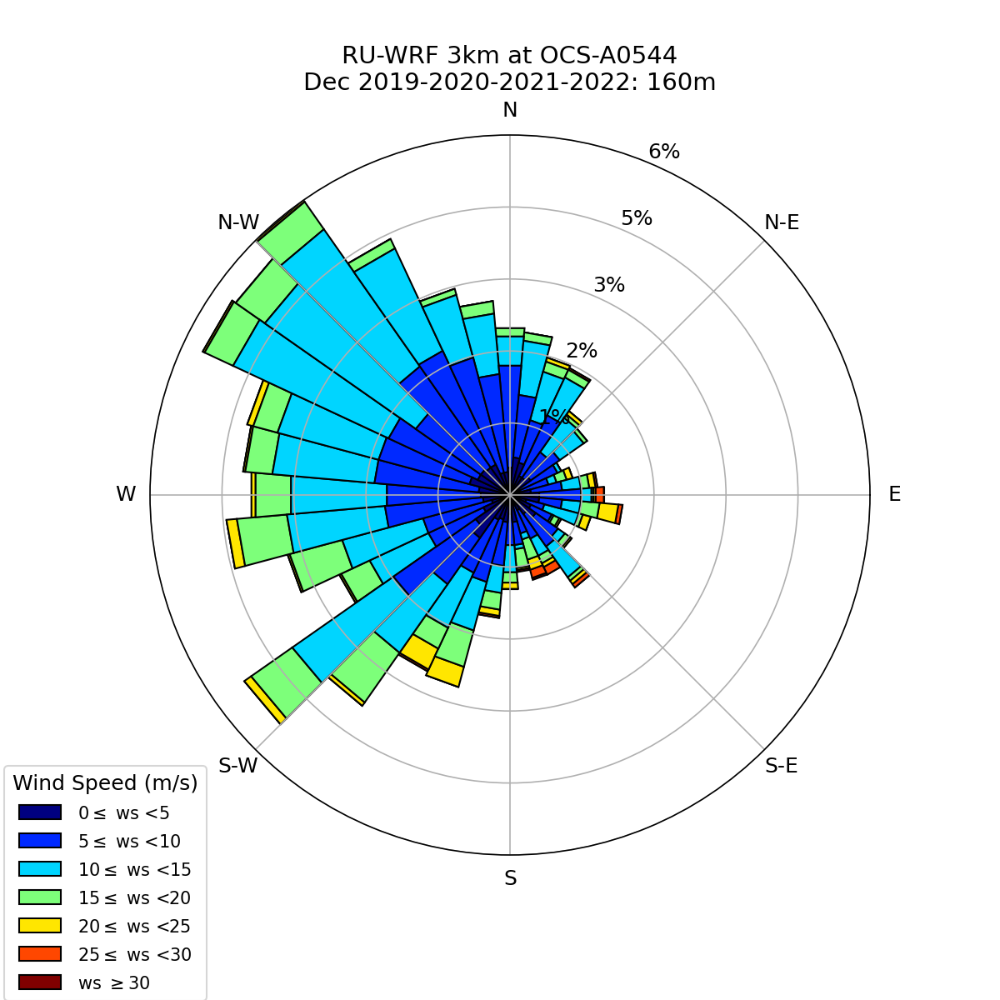 RU-WRF 3km at OCS-A0544
Dec 2019-2020-2021-2022: 160m
N
6%
N-W
5%
N-E
3%
2%
1%
W
E
S-W
S-E
S
Wind Speed (m/s)
0≤ ws <5
5≤ ws <10
10≤ ws <15
15≤ ws <20
20≤ ws <25
25≤ ws <30
ws ≥30